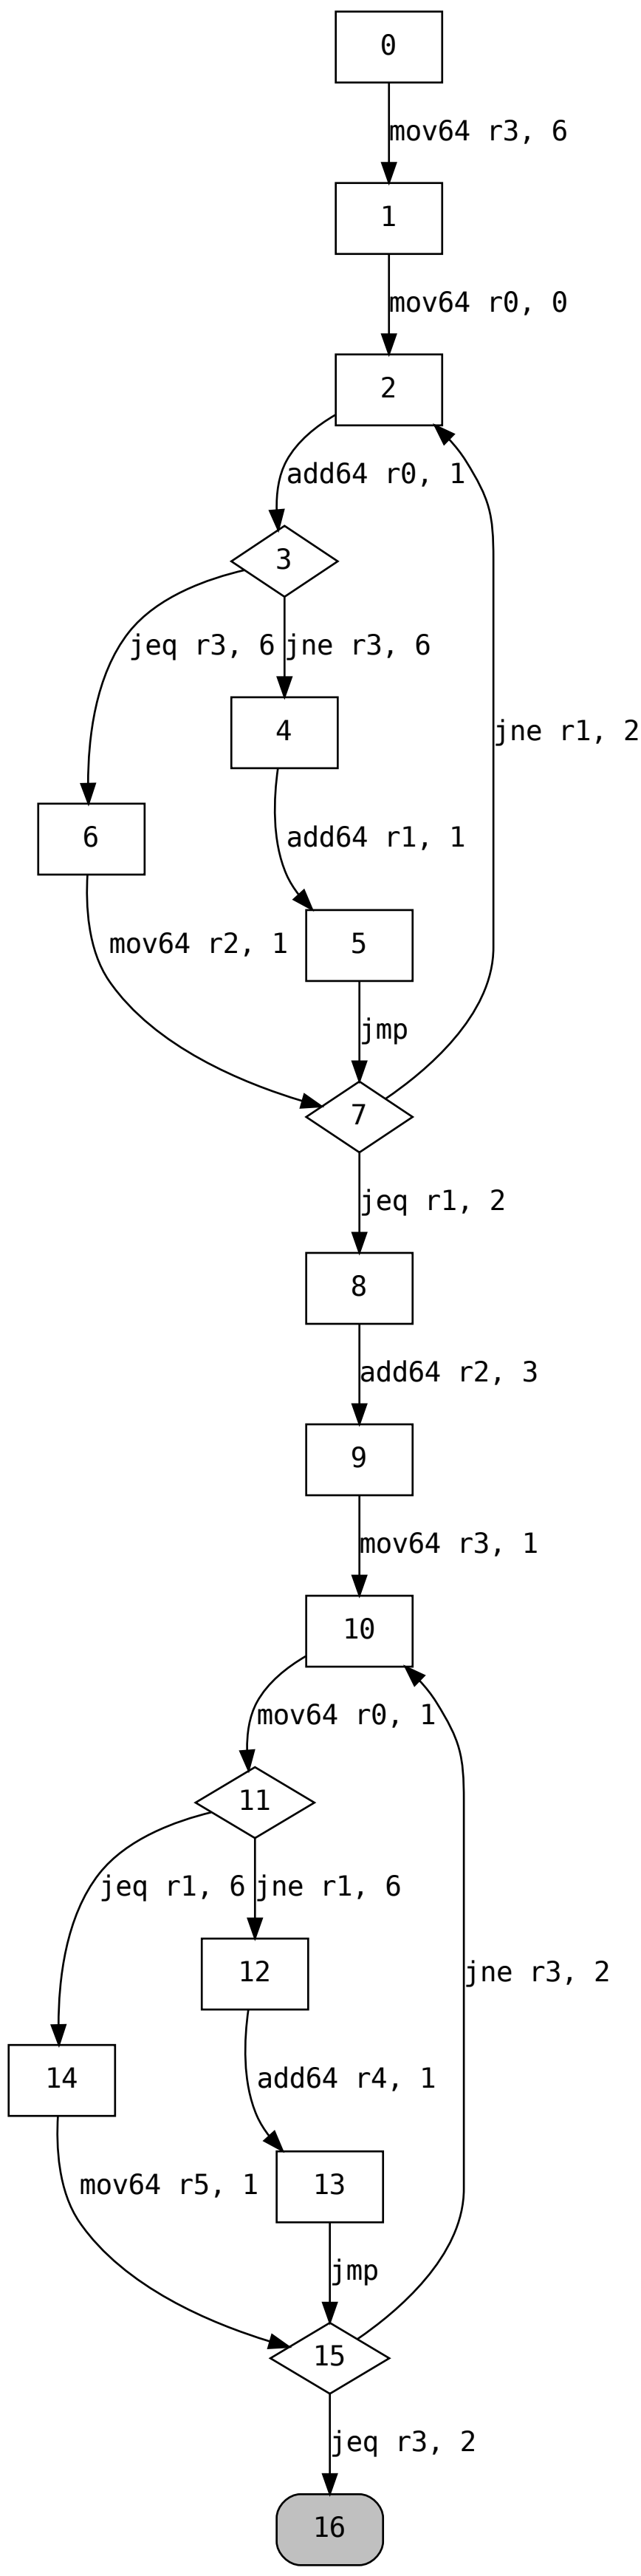 0
mov64 r3, 6
1
mov64 r0, 0
2
add64 r0, 1
3
jeq r3, 6
jne r3, 6
4
jne r1, 2
6
add64 r1, 1
mov64 r2, 1
5
jmp
7
jeq r1, 2
8
add64 r2, 3
9
mov64 r3, 1
10
mov64 r0, 1
11
jeq r1, 6
jne r1, 6
12
jne r3, 2
14
add64 r4, 1
mov64 r5, 1
13
jmp
15
jeq r3, 2
16